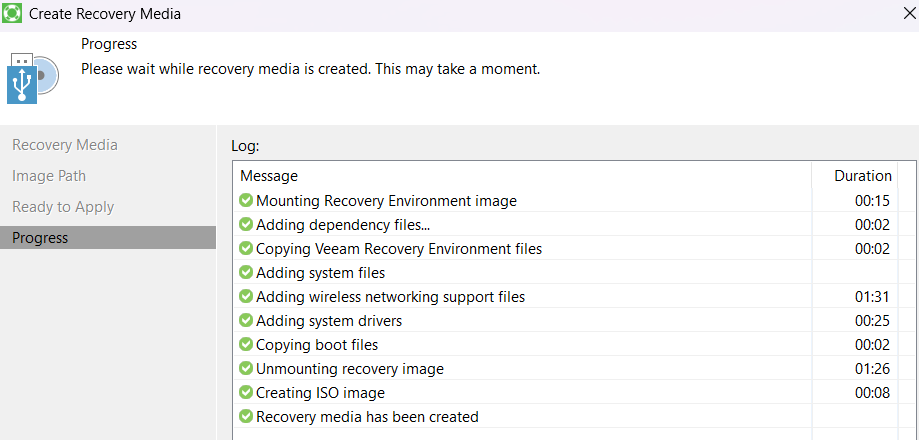 Create Recovery Media
Progress
Please wait while recovery media is created. This may take a moment.
Recovery Media
Image Path
Ready to Apply
Progress
Log:
Message Duration
Mounting Recovery Environment image 00:15
Adding dependency files... 00:02
Copying Veeam Recovery Environment files 00:02
Adding system files
Adding wireless networking support files 01:31
Adding system drivers 00:25
Copying boot files 00:02
Unmounting recovery image 01:26
Creating ISO image 00:08
Recovery media has been created